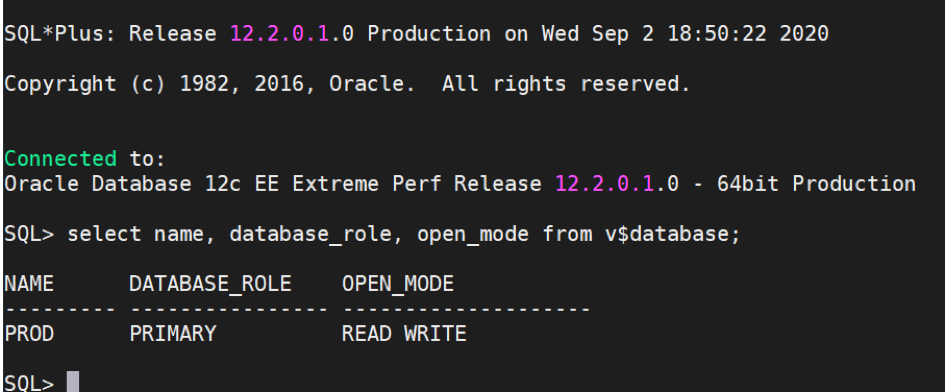 SQL*Plus: Release 12.2.0.1.0 Production on Wed Sep 2 18:50:22 2020
Copyright (c) 1982, 2016, Oracle.  All rights reserved.
Connected to:
Oracle Database 12c EE Extreme Perf Release 12.2.0.1.0 - 64bit Production
SQL> select name, database_role, open_mode from v$database;
NAME      DATABASE_ROLE    OPEN_MODE
--------- ---------------- --------------------
PROD      PRIMARY          READ WRITE
SQL>